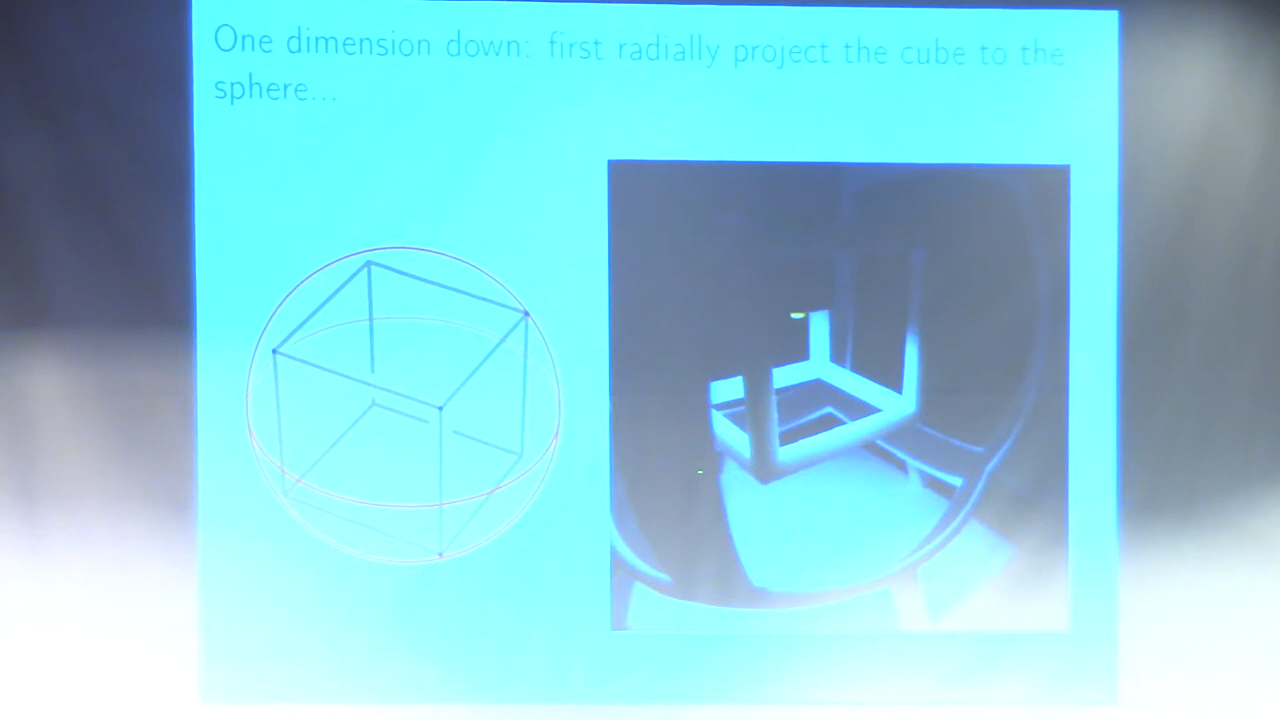 One dimension down: first radially project the cube to the
sphere...